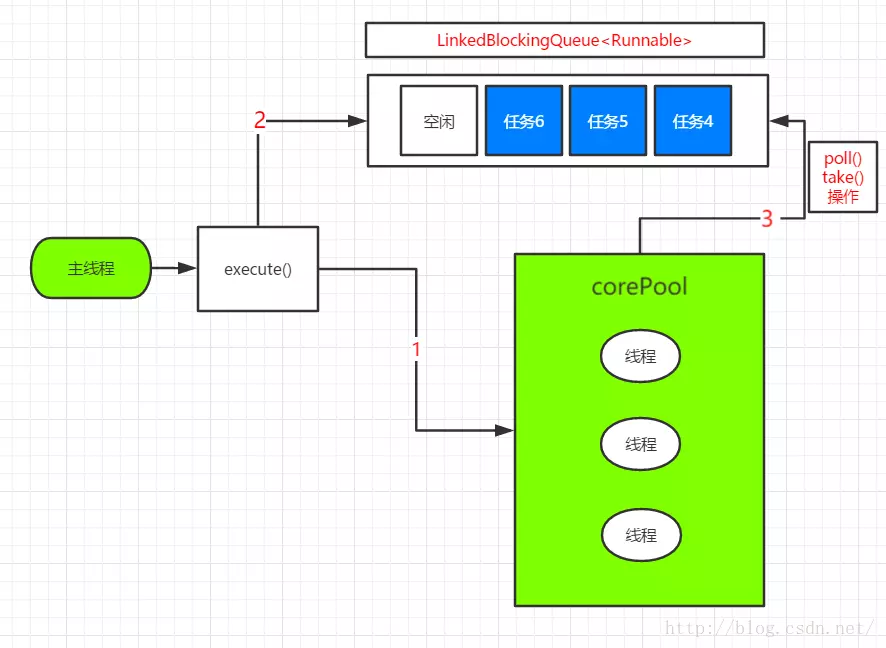 LinkedBlockingQueue<Runnable>
2
空闲
任务6
任务5
任务4
poll()
take()
操作
3
主线程
execute()
corePool
1
线程
线程
线程
http://blog.csdn.net/